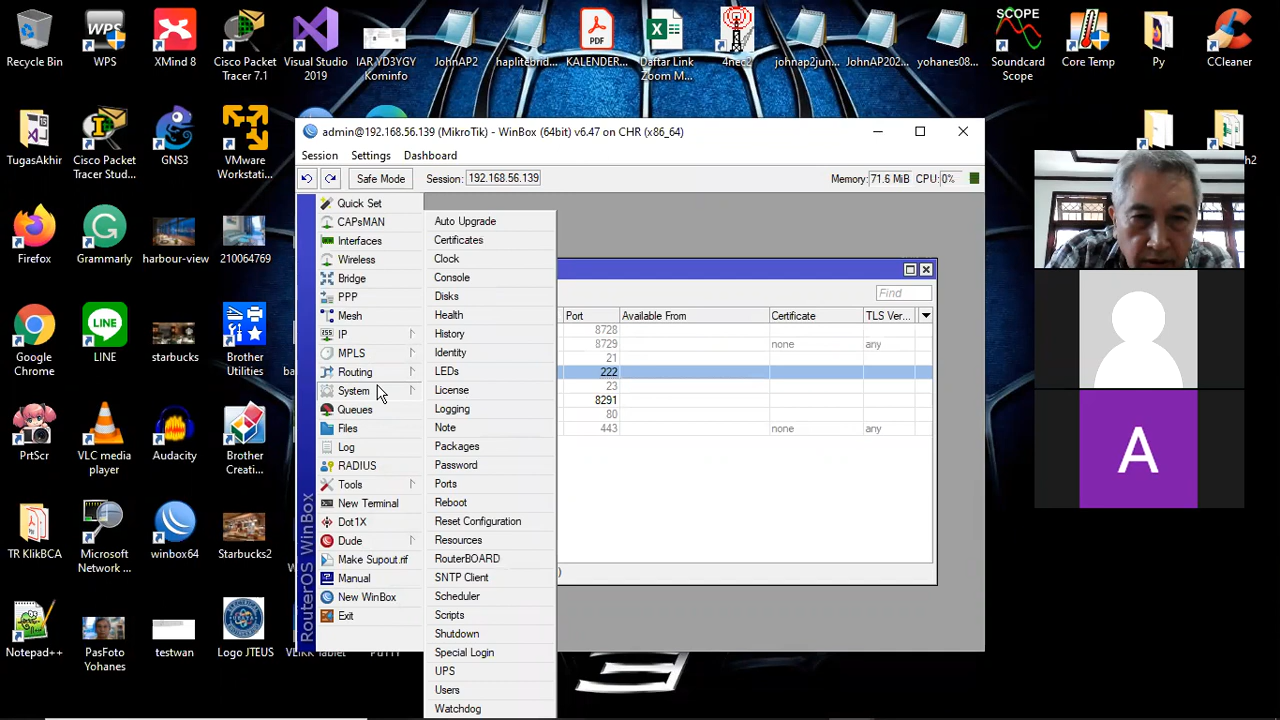 Recycle Bin
WPS
XMind 8
Cisco Packet
Tracer 7.1
Visual Studio
2019
IAR YD3YGY
Kominfo
JohnAP2
hapliteobrid...
PDF
KALENDER...
Daftar Link
Zoom M...
4nec2
johnap2jun...
JohnAP202...
yohanes08...
SCOPE
Soundcard
Scope
Core Temp
Py
CCleaner
TugasAkhir
Cisco Packet
Tracer Stud...
GNS3
VMware
Workstati...
Firefox
Grammarly
harbour-view
210064769
Google
Chrome
LINE
starbucks
Brother
Utilities
PrtScr
VLC media
player
Audacity
Brother
Creati...
TR KlikBCA
Microsoft
Network ...
winbox64
Starbucks2
Notepad++
PasFoto
Yohanes
testwan
Logo JTEUS
admin@192.168.56.139 (MikroTik) - WinBox (64bit) v6.47 on CHR (x86_64)
Session Settings Dashboard
Safe Mode Session: 192.168.56.139 Memory: 71.6 MiB CPU: 0%
RouterOS WinBox
Quick Set
CAPsMAN
Interfaces
Wireless
Bridge
PPP
Mesh
IP
MPLS
Routing
System
Queues
Files
Log
RADIUS
Tools
New Terminal
Dot1X
Dude
Make Supout.rif
Manual
New WinBox
Exit
Auto Upgrade
Certificates
Clock
Console
Disks
Health
History
Identity
LEDs
License
Logging
Note
Packages
Password
Ports
Reboot
Reset Configuration
Resources
RouterBOARD
SNTP Client
Scheduler
Scripts
Shutdown
Special Login
UPS
Users
Watchdog
Find
Port Available From Certificate TLS Ver...
8728
8729 none any
21
222
23
8291
80
443 none any
A